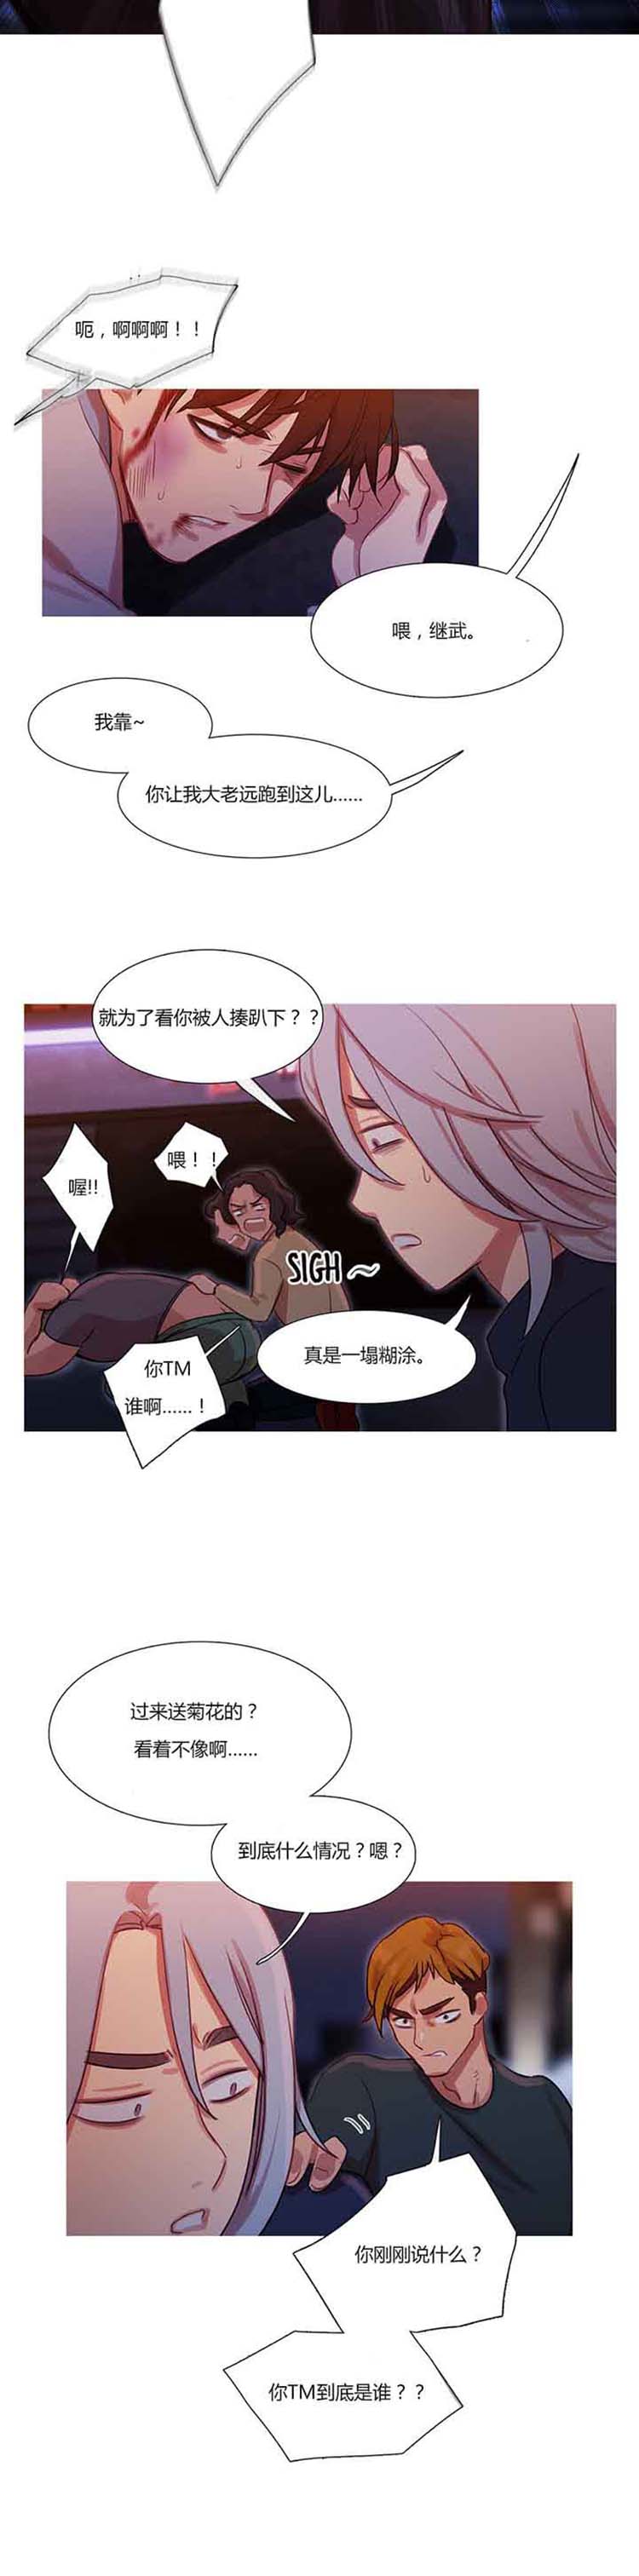 呃，啊啊啊！！
喂，继武。
我靠~
你让我大老远跑到这儿……
就为了看你被人揍趴下？？
喂！！
喔!!
SIGH ~
真是一塌糊涂。
你TM
谁啊……！
过来送菊花的？
看着不像啊……
到底什么情况？嗯？
你刚刚说什么？
你TM到底是谁？？